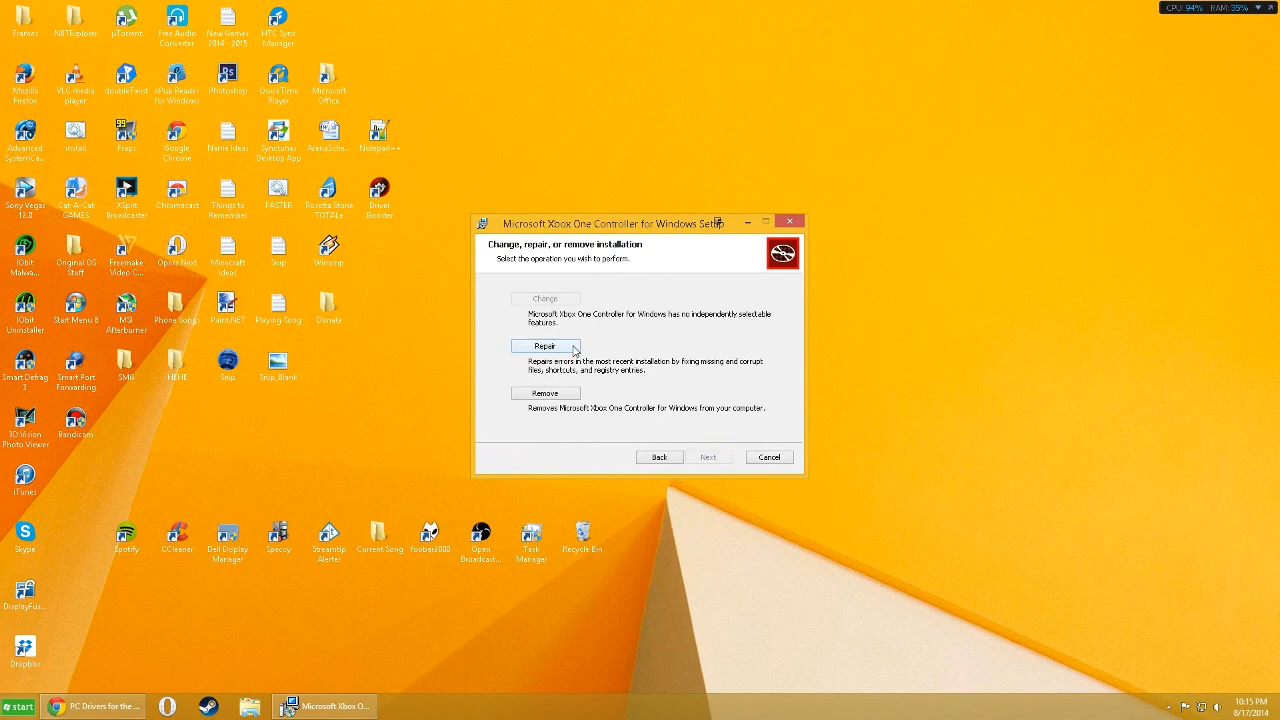 CPU: 94% RAM: 35%
Frames
NBTExplorer
µTorrent
Free Audio
Converter
New Games
2014 - 2015
HTC Sync
Manager
Mozilla
Firefox
VLC media
player
doubleTwist
ePub Reader
for Windows
Photoshop
QuickTime
Player
Microsoft
Office
Advanced
SystemCa...
install
Fraps
Google
Chrome
Name Ideas
Synctunes
Desktop App
ArenaSche...
Notepad++
Sony Vegas
12.0
Cat-A-Cat
GAMES
XSplit
Broadcaster
Chromecast
Things to
Remember
FASTER
Rosetta Stone
TOTALe
Driver
Booster
IObit
Malwa...
Original OS
Stuff
Freemake
Video C...
Opera Next
Minecraft
Ideas
Snip
Winamp
IObit
Uninstaller
Start Menu 8
MSI
Afterburner
Phone Songs
Paint.NET
Playing Song
Donate
Smart Defrag
3
Smart Port
Forwarding
SMG
HEHE
Snip
Snip_Blank
3D Vision
Photo Viewer
Bandicam
iTunes
Skype
Spotify
CCleaner
Dell Display
Manager
Speccy
Streamtip
Alerter
Current Song
foobar2000
Open
Broadcast...
Task
Manager
Recycle Bin
DisplayFus...
Dropbox
Microsoft Xbox One Controller for Windows Setup
Change, repair, or remove installation
Select the operation you wish to perform.
Change
Microsoft Xbox One Controller for Windows has no independently selectable
features.
Repair
Repairs errors in the most recent installation by fixing missing and corrupt
files, shortcuts, and registry entries.
Remove
Removes Microsoft Xbox One Controller for Windows from your computer.
Back Next Cancel
start
PC Drivers for the ...
Microsoft Xbox O...
10:15 PM
8/17/2014